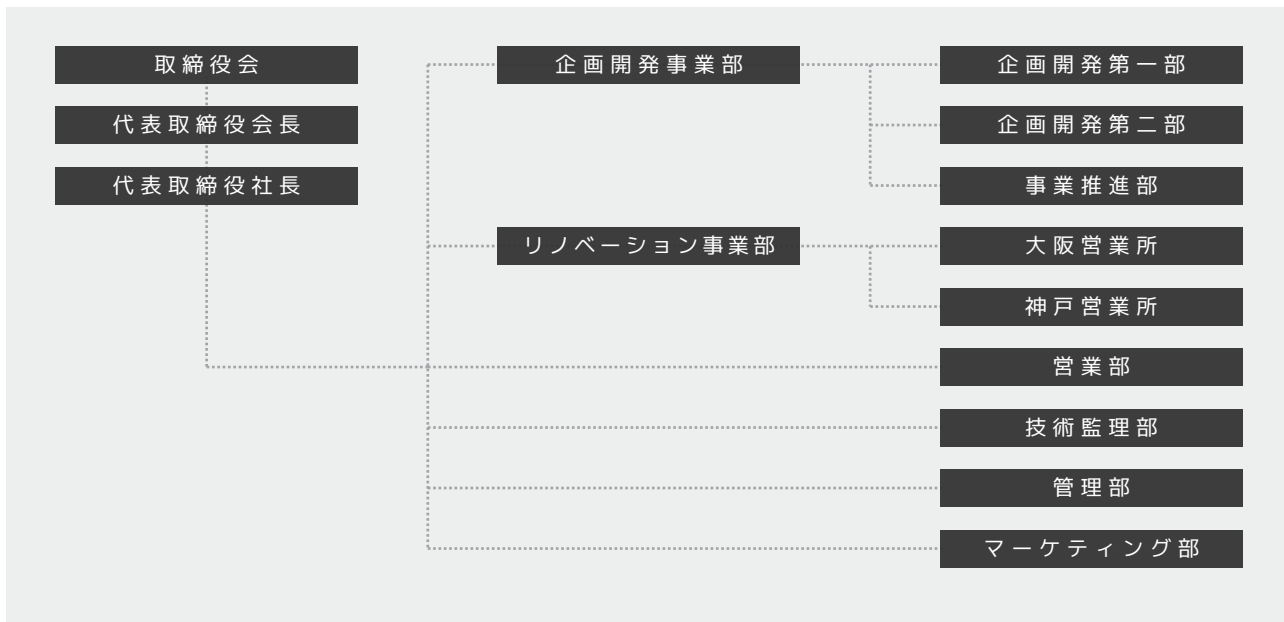 取締役会
代表取締役会長
代表取締役社長
企画開発事業部
リノベーション事業部
企画開発第一部
企画開発第二部
事業推進部
大阪営業所
神戸営業所
営業部
技術監理部
管理部
マーケティング部